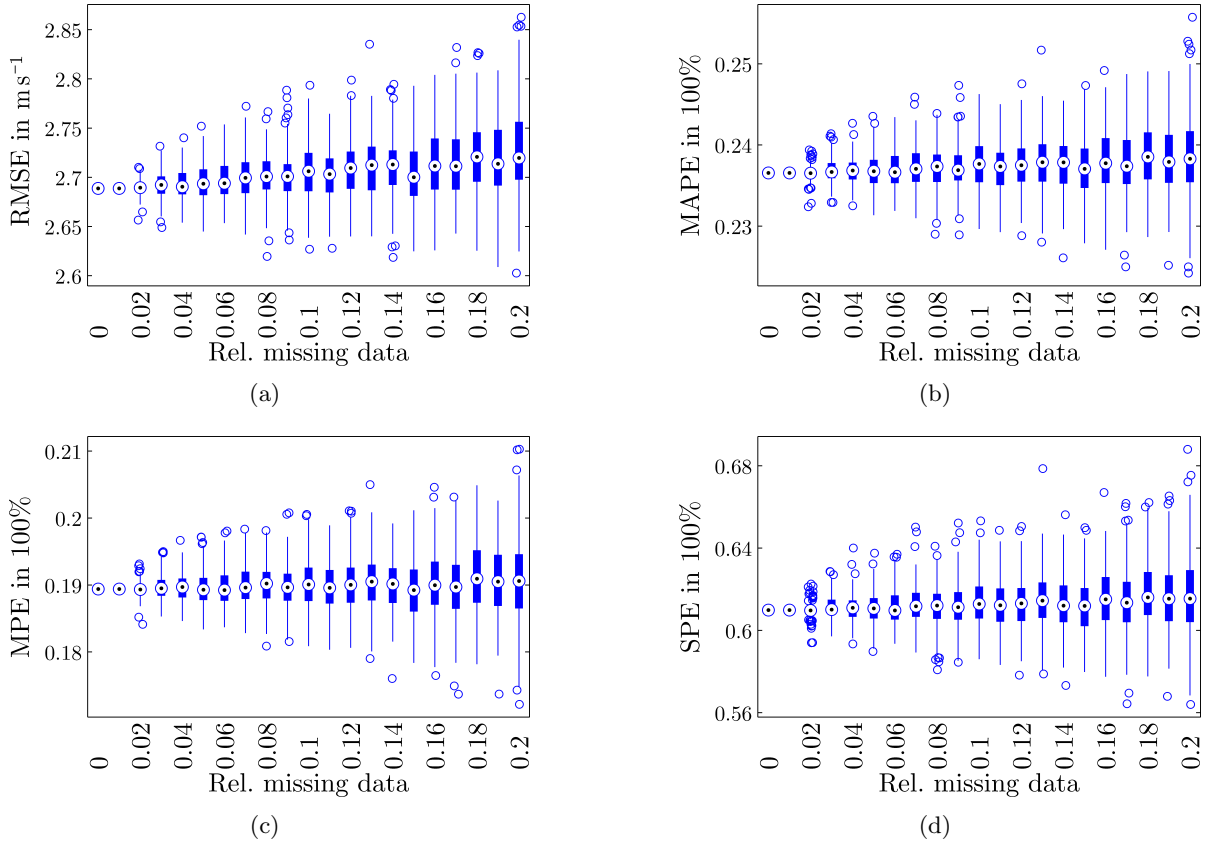 2.85
2.8
2.75
2.7
2.65
2.6
RMSE in m s⁻¹
0 0.02 0.04 0.06 0.08 0.1 0.12 0.14 0.16 0.18 0.2
Rel. missing data
(a)
0.25
0.24
0.23
MAPE in 100%
0 0.02 0.04 0.06 0.08 0.1 0.12 0.14 0.16 0.18 0.2
Rel. missing data
(b)
0.21
0.2
0.19
0.18
MPE in 100%
0 0.02 0.04 0.06 0.08 0.1 0.12 0.14 0.16 0.18 0.2
Rel. missing data
(c)
0.68
0.64
0.6
0.56
SPE in 100%
0 0.02 0.04 0.06 0.08 0.1 0.12 0.14 0.16 0.18 0.2
Rel. missing data
(d)